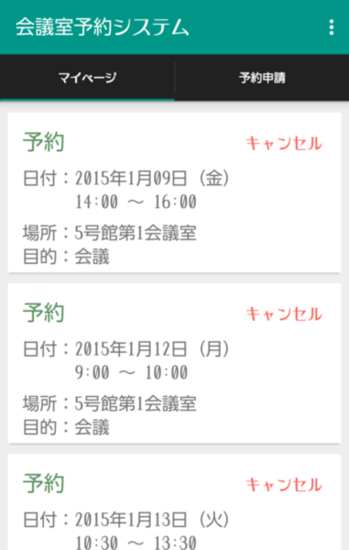 会議室予約システム
マイページ
予約申請
予約
キャンセル
日付：2015年1月09日（金）
14:00 ～ 16:00
場所：5号館第1会議室
目的：会議
予約
キャンセル
日付：2015年1月12日（月）
9:00 ～ 10:00
場所：5号館第1会議室
目的：会議
予約
キャンセル
日付：2015年1月13日（火）
10:30 ～ 13:30